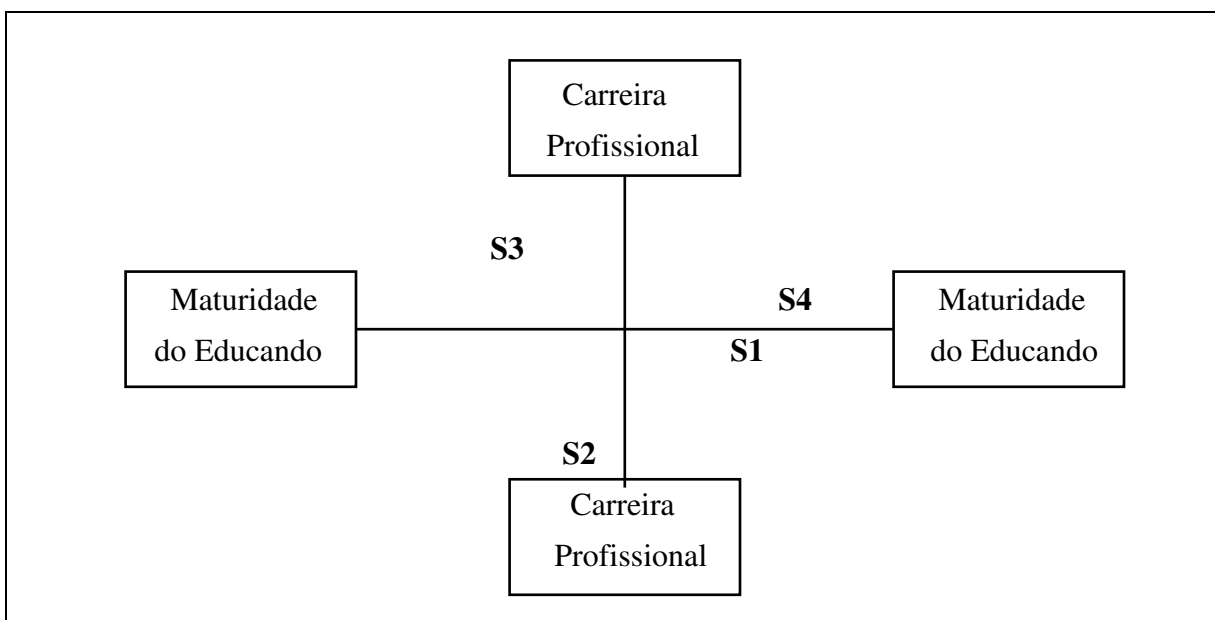 Carreira
Profissional
S3
Maturidade
do Educando
S4
S1
Maturidade
do Educando
S2
Carreira
Profissional